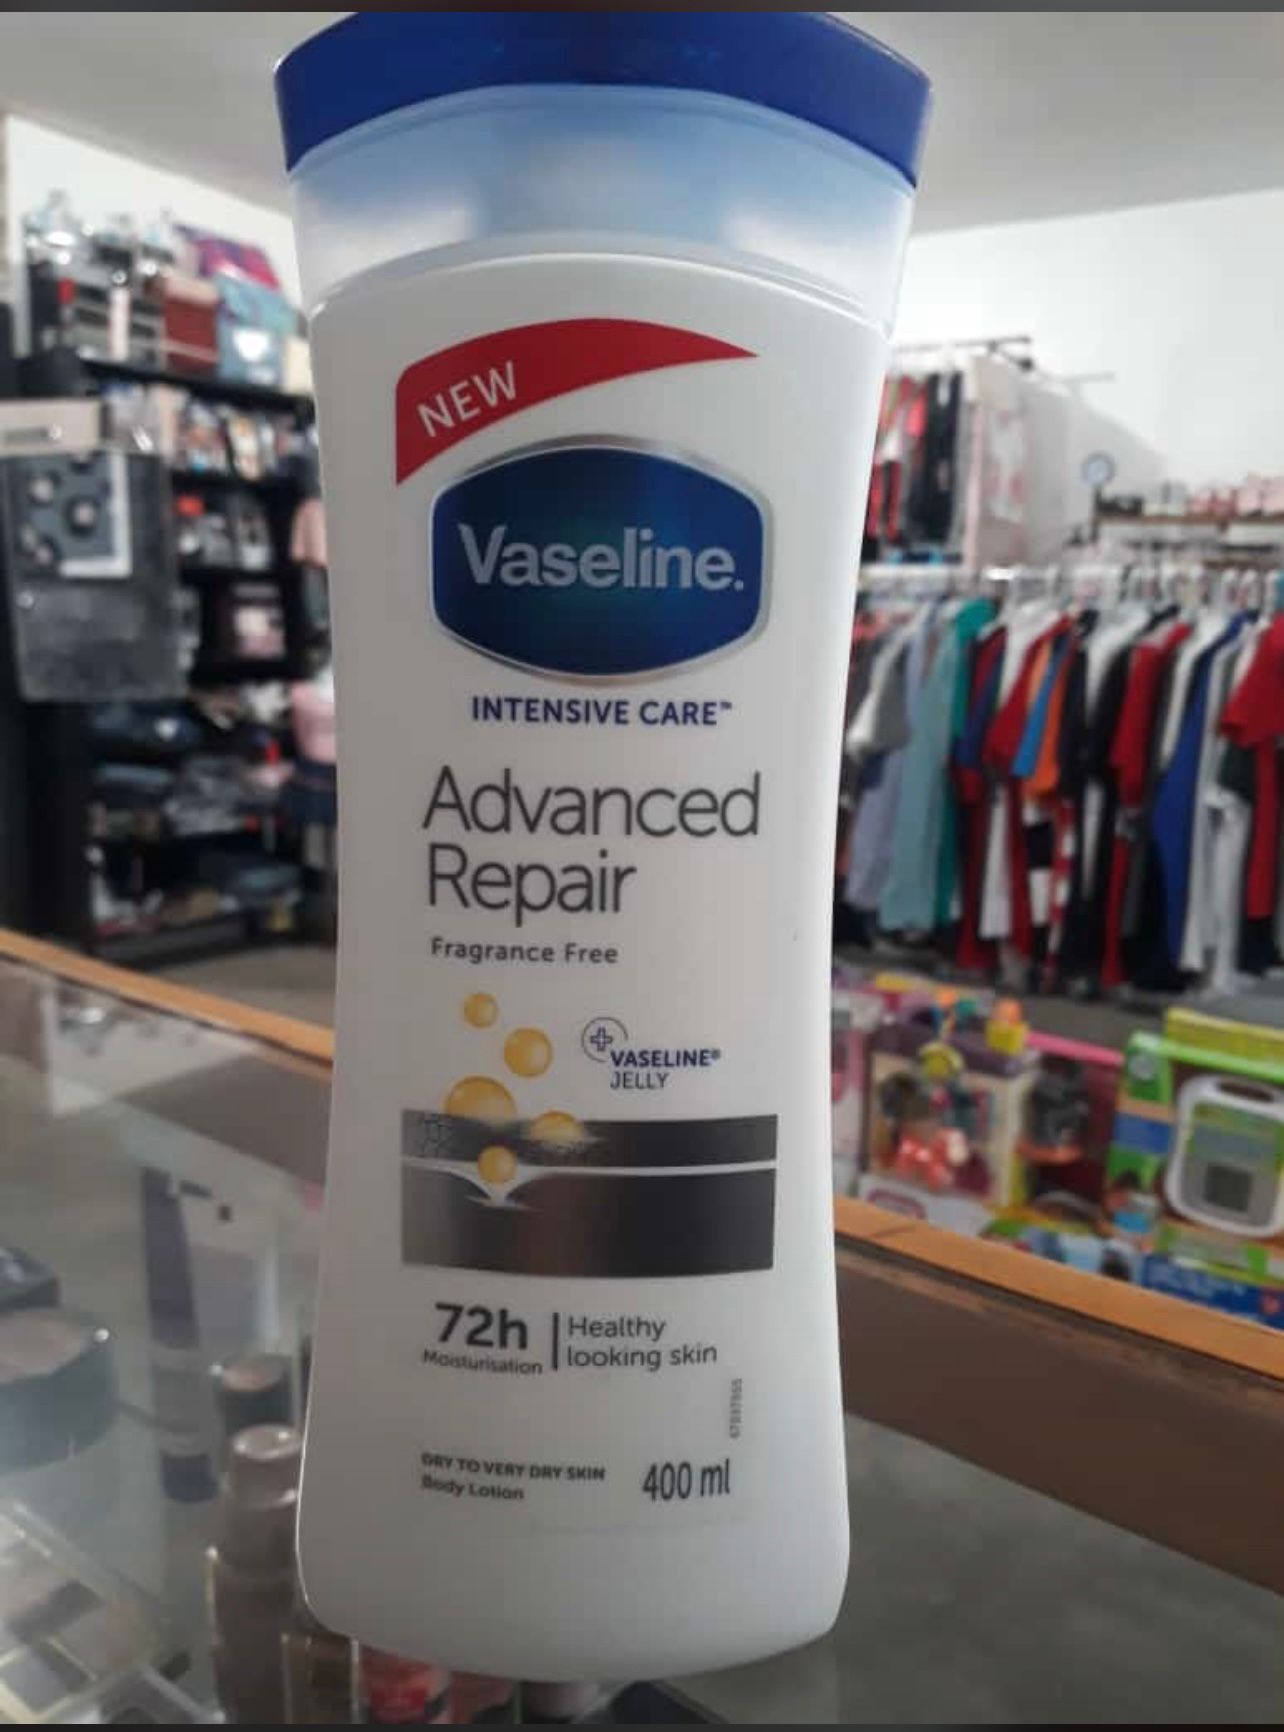 NEW
Vaseline.
INTENSIVE CARE™
Advanced
Repair
Fragrance Free
VASELINE®
JELLY
72h
Moisturisation
Healthy
looking skin
DRY TO VERY DRY SKIN
Body Lotion
400 ml